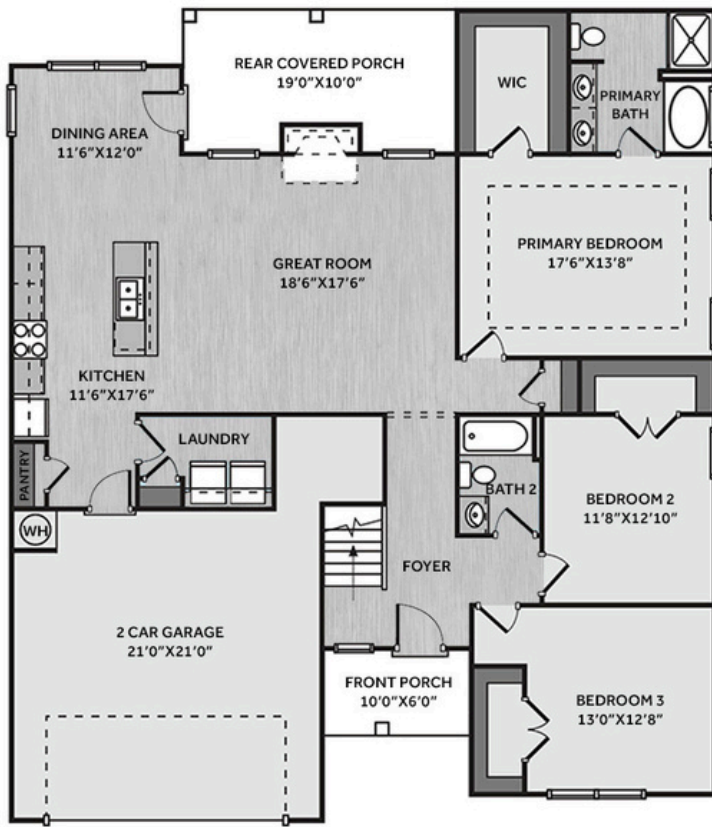 REAR COVERED PORCH
19'0"X10'0"
WIC
PRIMARY
BATH
DINING AREA
11'6"X12'0"
GREAT ROOM
18'6"X17'6"
PRIMARY BEDROOM
17'6"X13'8"
KITCHEN
11'6"X17'6"
LAUNDRY
PANTRY
BATH 2
BEDROOM 2
11'8"X12'10"
WH
FOYER
2 CAR GARAGE
21'0"X21'0"
FRONT PORCH
10'0"X6'0"
BEDROOM 3
13'0"X12'8"